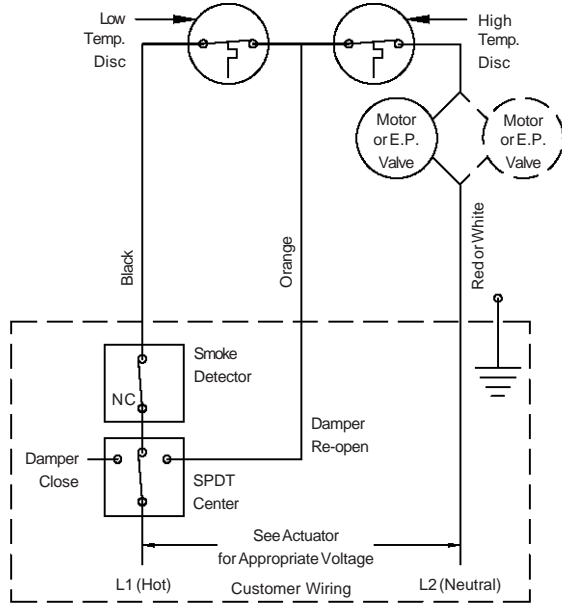 Low
Temp.
Disc
High
Temp.
Disc
Motor
or E.P.
Valve
Motor
or E.P.
Valve
Black
Orange
Red or White
Smoke
Detector
NC
Damper
Re-open
Damper
Close
SPDT
Center
See Actuator
for Appropriate Voltage
L1 (Hot)
Customer Wiring
L2 (Neutral)